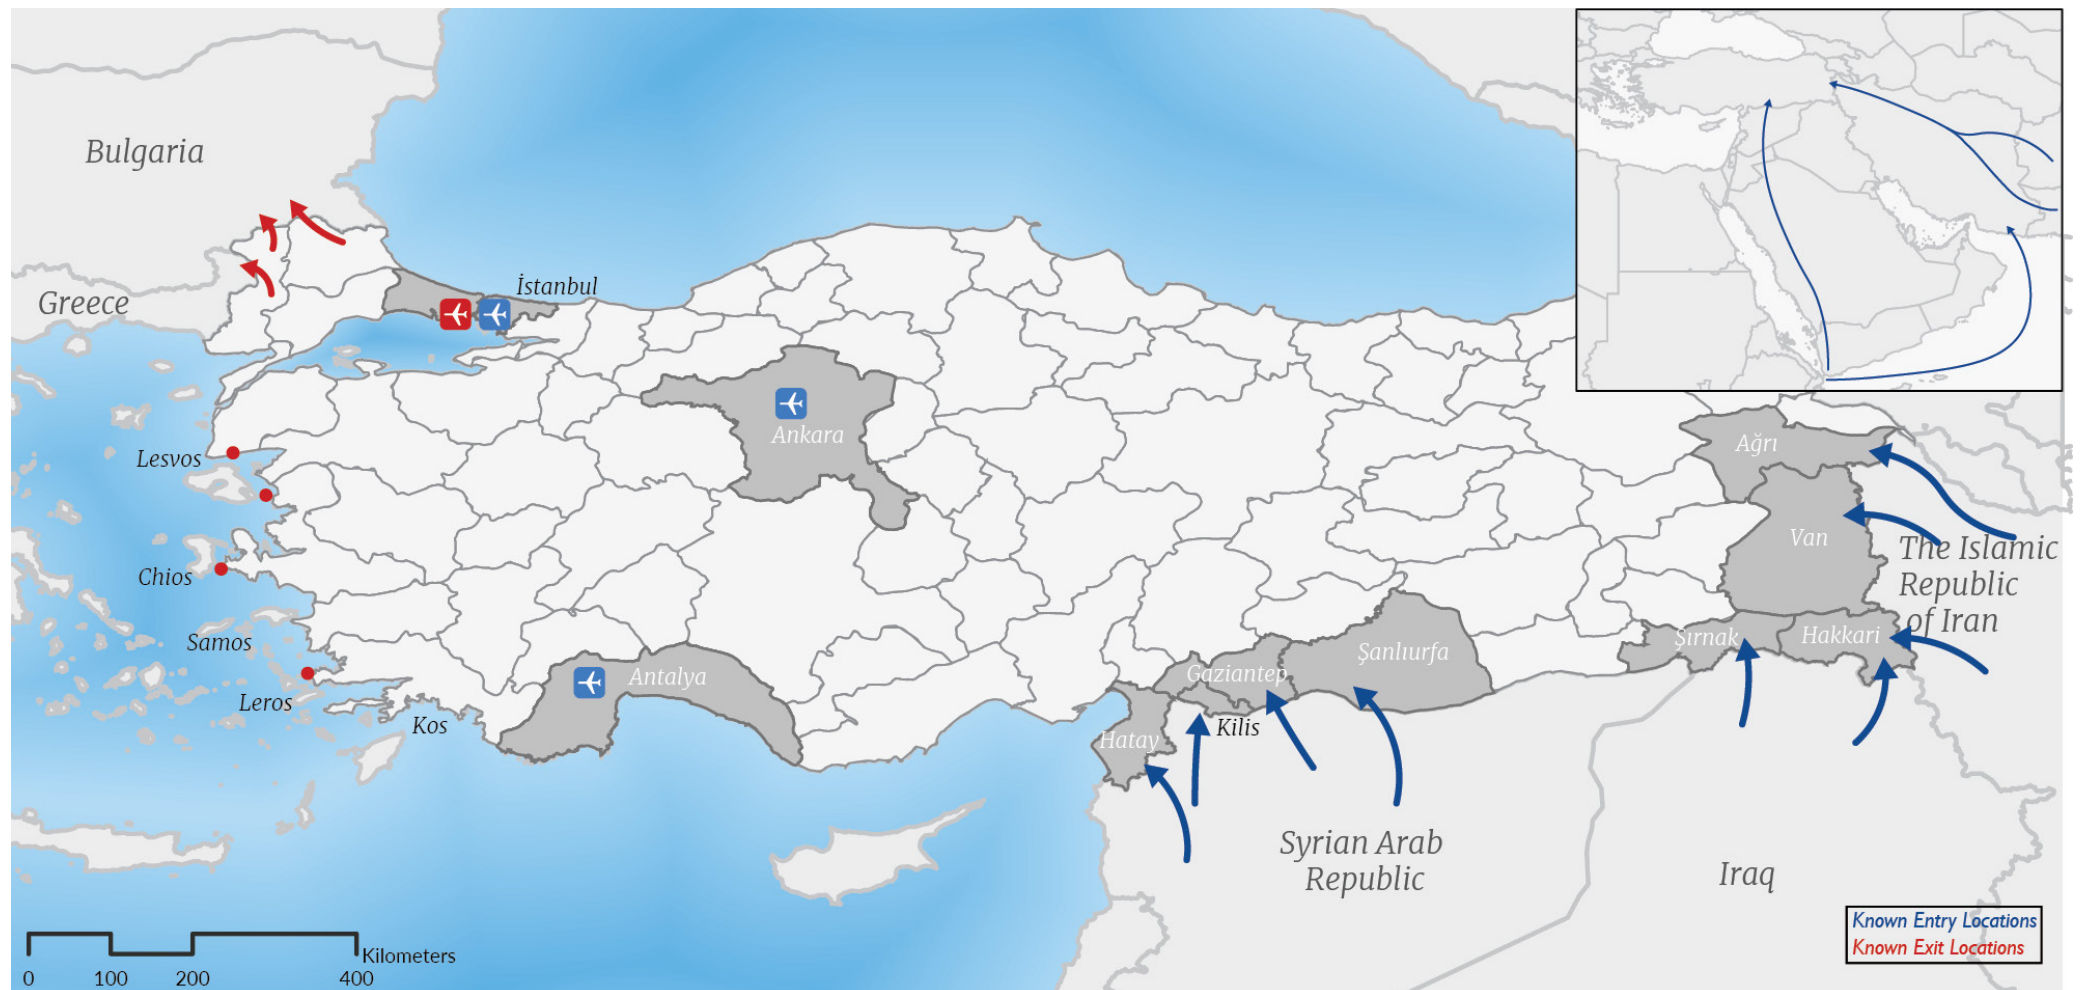 Bulgaria
Greece
İstanbul
Ankara
Lesvos
Chios
Samos
Leros
Kos
Antalya
Ağrı
Van
The Islamic
Republic
of Iran
Şırnak
Hakkari
Şanlıurfa
Gaziantep
Kilis
Hatay
Syrian Arab
Republic
Iraq
Known Entry Locations
Known Exit Locations
Kilometers
0 100 200 400